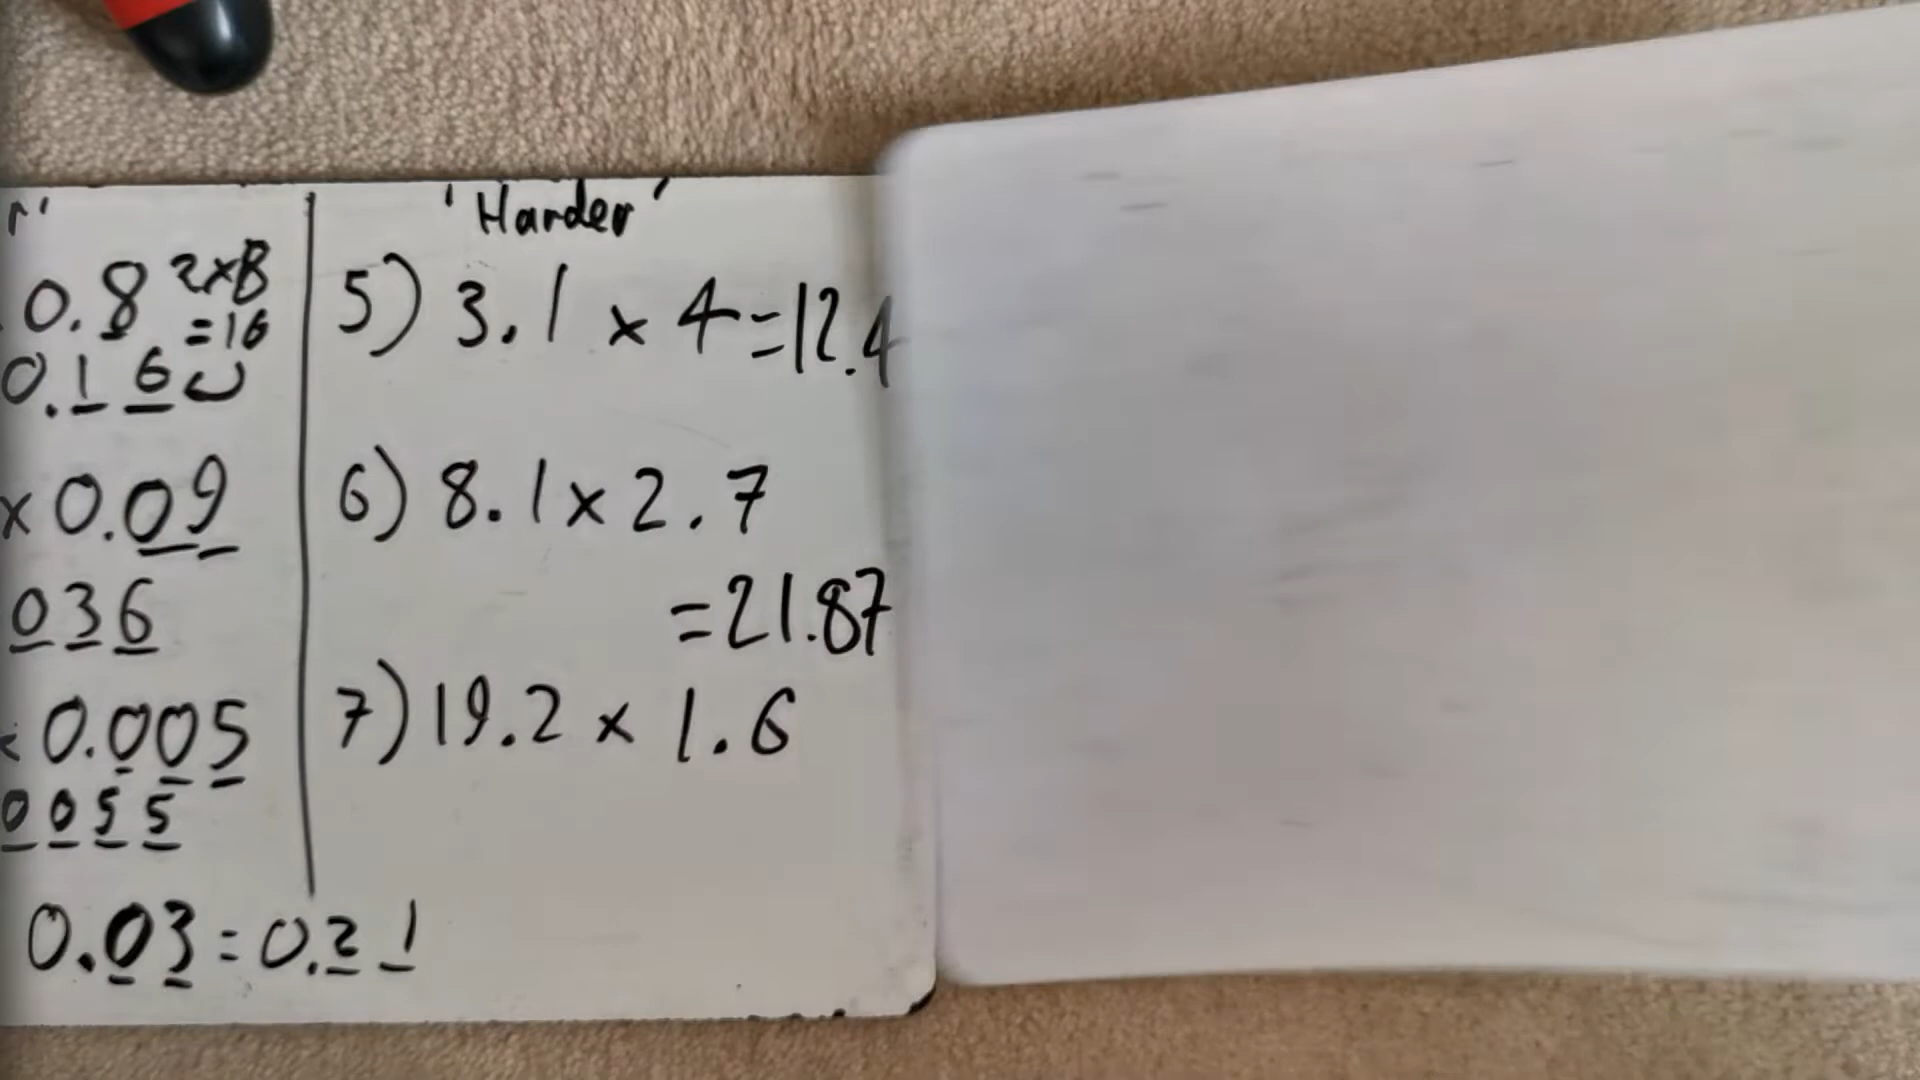 r'
0.8 2×8
=16
0.16
× 0.09
036
0.005
0055
0.03 = 0.21
'Harder'
5) 3.1 × 4 = 12.4
6) 8.1 × 2.7
= 21.87
7) 19.2 × 1.6